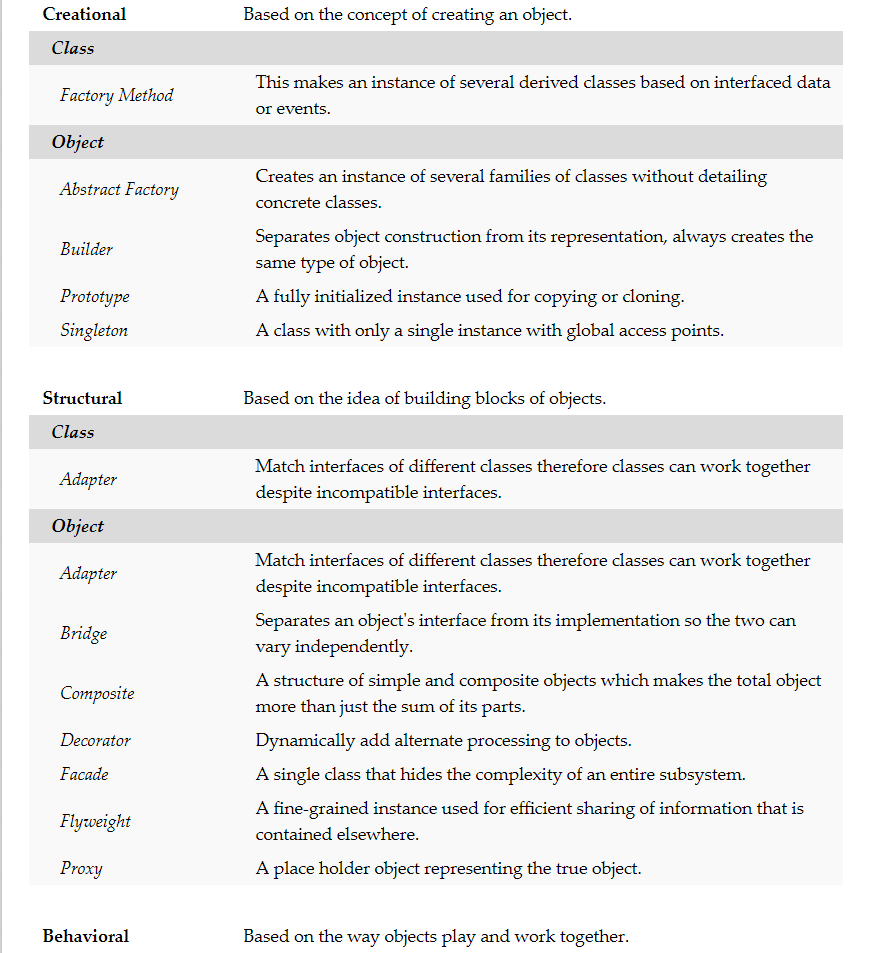 Creational Based on the concept of creating an object.
Class
Factory Method This makes an instance of several derived classes based on interfaced data
or events.
Object
Abstract Factory Creates an instance of several families of classes without detailing
concrete classes.
Builder Separates object construction from its representation, always creates the
same type of object.
Prototype A fully initialized instance used for copying or cloning.
Singleton A class with only a single instance with global access points.
Structural Based on the idea of building blocks of objects.
Class
Adapter Match interfaces of different classes therefore classes can work together
despite incompatible interfaces.
Object
Adapter Match interfaces of different classes therefore classes can work together
despite incompatible interfaces.
Bridge Separates an object's interface from its implementation so the two can
vary independently.
Composite A structure of simple and composite objects which makes the total object
more than just the sum of its parts.
Decorator Dynamically add alternate processing to objects.
Facade A single class that hides the complexity of an entire subsystem.
Flyweight A fine-grained instance used for efficient sharing of information that is
contained elsewhere.
Proxy A place holder object representing the true object.
Behavioral Based on the way objects play and work together.